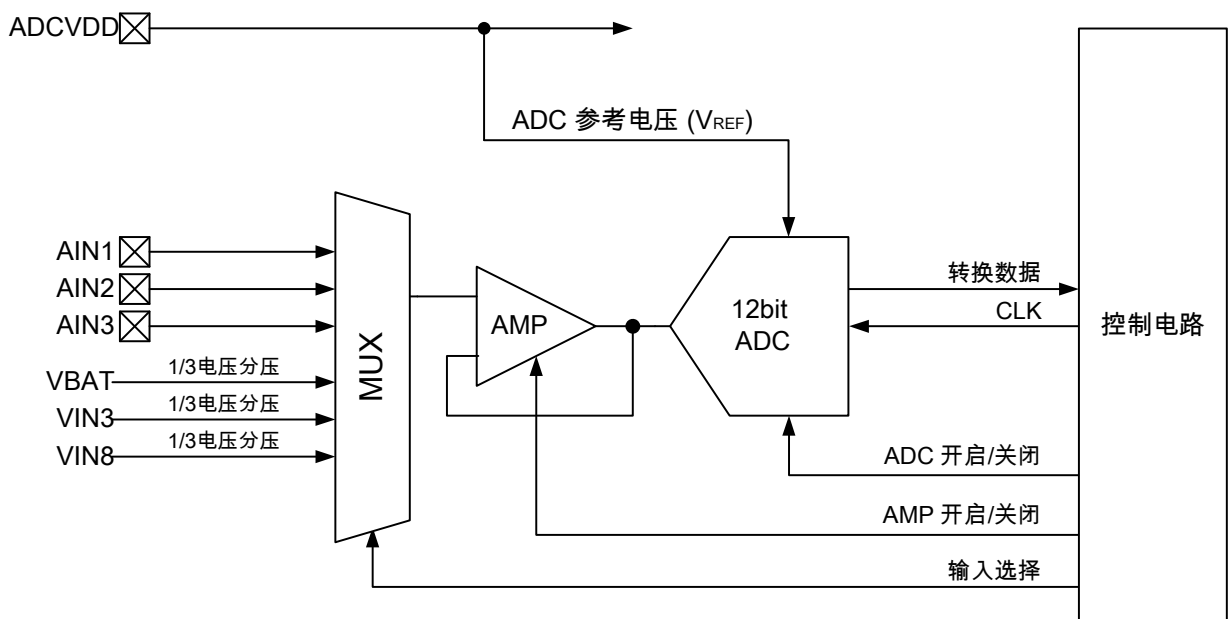 ADCVDD
ADC 参考电压 (VREF)
AIN1
AIN2
AIN3
VBAT
1/3电压分压
VIN3
1/3电压分压
VIN8
1/3电压分压
MUX
AMP
12bit
ADC
转换数据
CLK
控制电路
ADC 开启/关闭
AMP 开启/关闭
输入选择